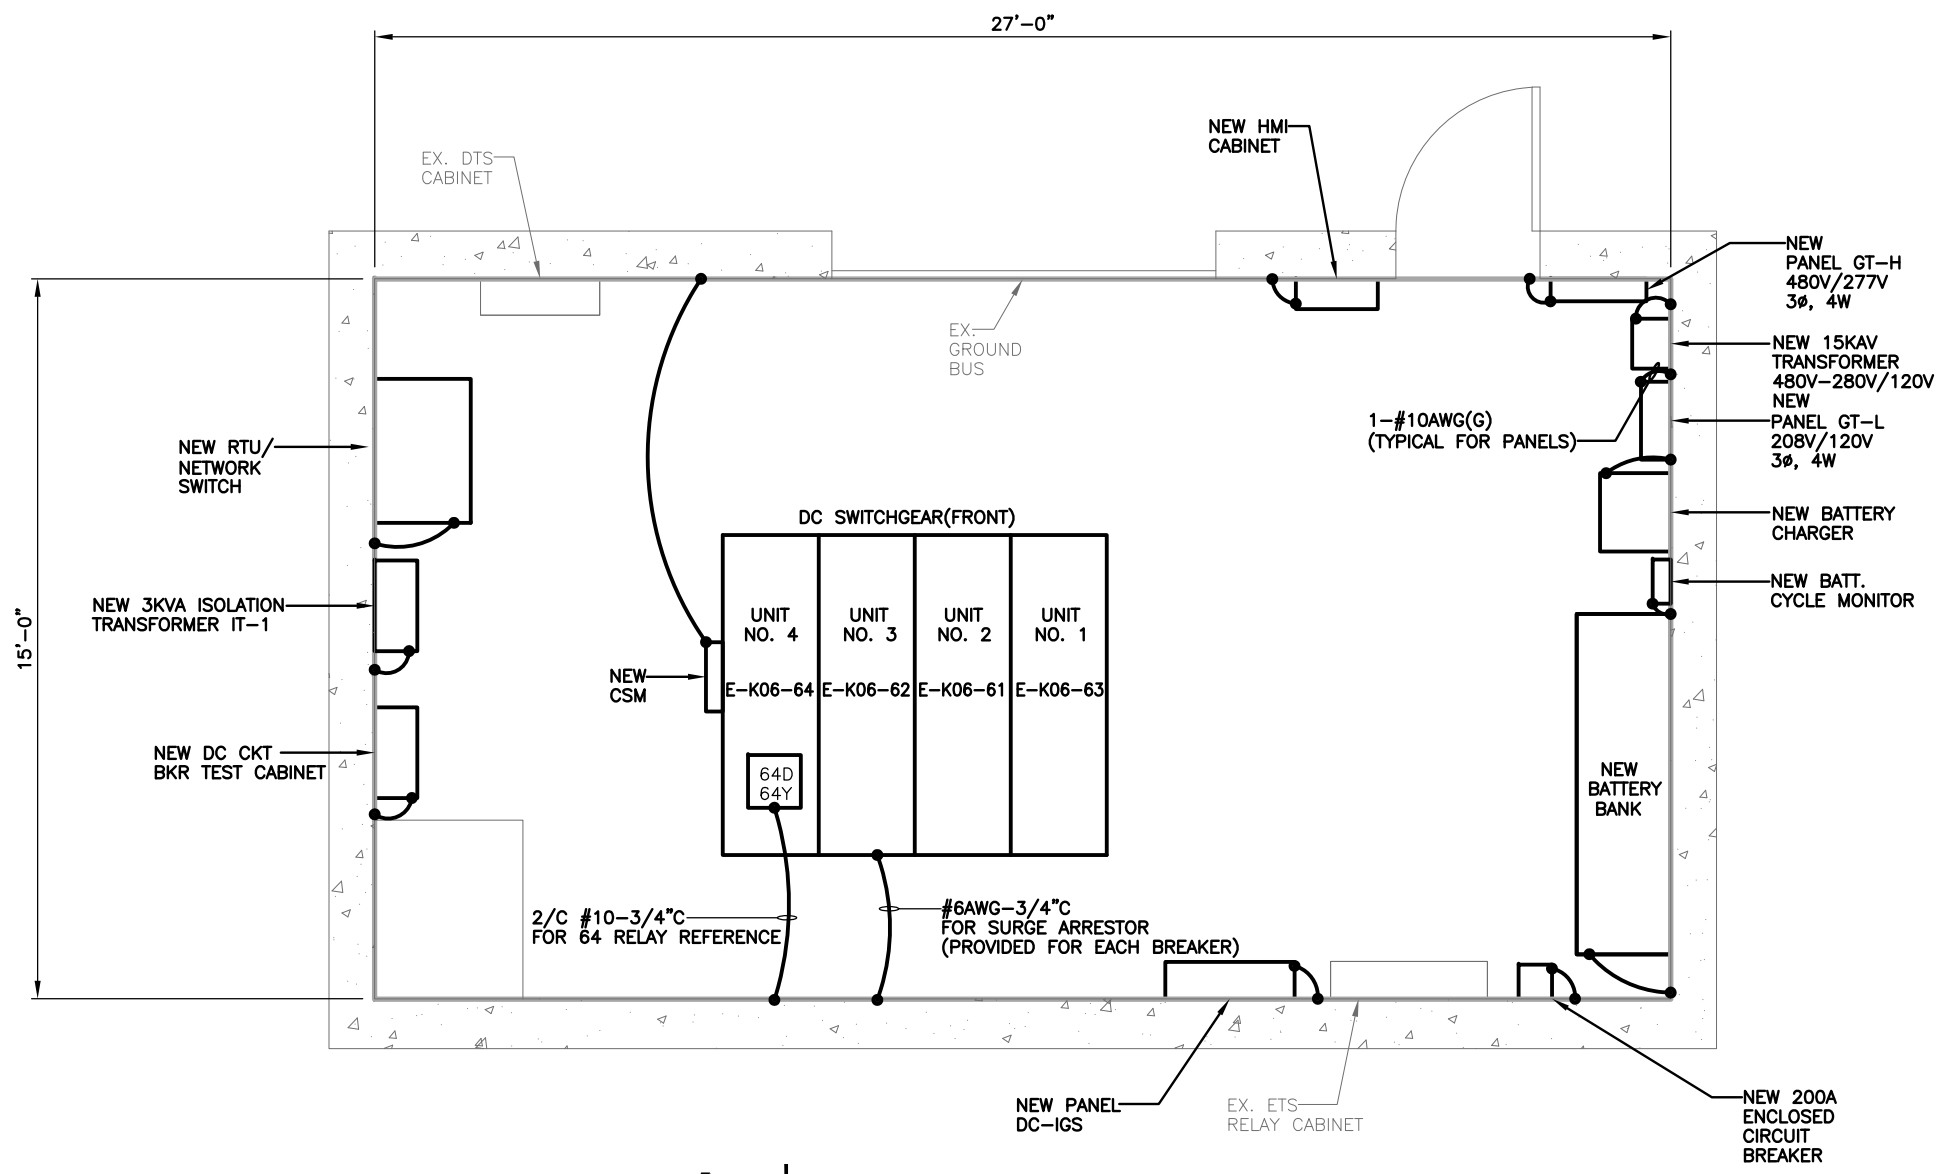 27'-0"
NEW HMI
CABINET
EX. DTS
CABINET
NEW
PANEL GT-H
480V/277V
3ø, 4W
EX.
GROUND
BUS
NEW 15KAV
TRANSFORMER
480V-280V/120V
NEW
PANEL GT-L
208V/120V
3ø, 4W
1-#10AWG(G)
(TYPICAL FOR PANELS)
NEW RTU/
NETWORK
SWITCH
DC SWITCHGEAR(FRONT)
NEW BATTERY
CHARGER
NEW BATT.
CYCLE MONITOR
NEW 3KVA ISOLATION
TRANSFORMER IT-1
15'-0"
UNIT
NO. 4
UNIT
NO. 3
UNIT
NO. 2
UNIT
NO. 1
NEW
CSM
E-K06-64
E-K06-62
E-K06-61
E-K06-63
NEW DC CKT
BKR TEST CABINET
64D
64Y
NEW
BATTERY
BANK
2/C #10-3/4"C
FOR 64 RELAY REFERENCE
#6AWG-3/4"C
FOR SURGE ARRESTOR
(PROVIDED FOR EACH BREAKER)
NEW PANEL
DC-IGS
EX. ETS
RELAY CABINET
NEW 200A
ENCLOSED
CIRCUIT
BREAKER